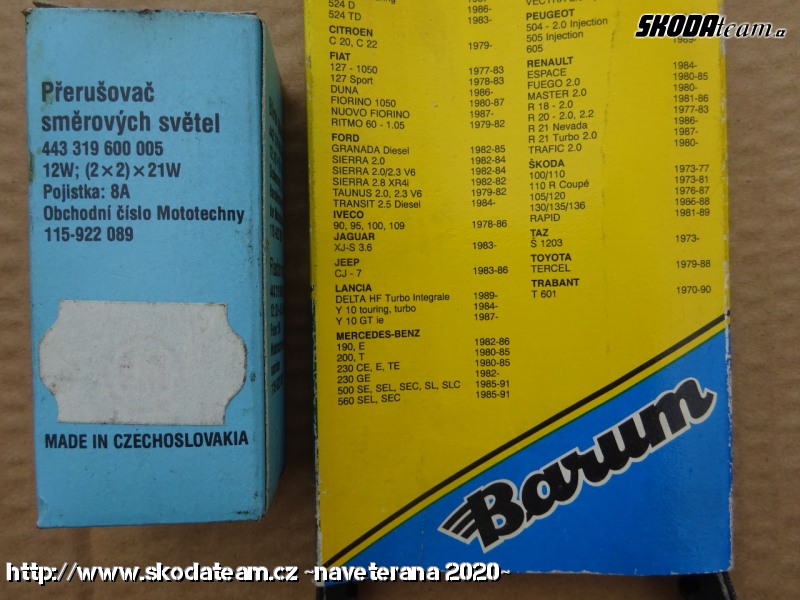 Přerušovač
směrových světel
443 319 600 005
12W; (2×2)×21W
Pojistka: 8A
Obchodní číslo Mototechny
115-922 089
MADE IN CZECHOSLOVAKIA
524 D 1986-
524 TD 1983-
CITROEN
C 20, C 22 1979-
FIAT
127 - 1050 1977-83
127 Sport 1978-83
DUNA 1986-
FIORINO 1050 1980-87
NUOVO FIORINO 1987-
RITMO 60 - 1.05 1979-82
FORD
GRANADA Diesel 1982-85
SIERRA 2.0 1982-84
SIERRA 2.0/2.3 V6 1982-84
SIERRA 2.8 XR4i 1982-82
TAUNUS 2.0, 2.3 V6 1979-82
TRANSIT 2.5 Diesel 1984-
IVECO
90, 95, 100, 109 1978-86
JAGUAR
XJ-S 3.6 1983-
JEEP
CJ - 7 1983-86
LANCIA
DELTA HF Turbo Integrale 1989-
Y 10 touring, turbo 1984-
Y 10 GT ie 1987-
MERCEDES-BENZ
190, E 1982-86
200, T 1980-85
230 CE, E, TE 1980-85
230 GE 1982-
500 SE, SEL, SEC, SL, SLC 1985-91
560 SEL, SEC 1985-91
PEUGEOT
504 - 2.0 Injection
505 Injection
605 1989-
RENAULT
ESPACE 1984-
FUEGO 2.0 1980-85
MASTER 2.0 1980-
R 18 - 2.0 1981-86
R 20 - 2.0, 2.2 1977-83
R 21 Nevada 1986-
R 21 Turbo 2.0 1987-
TRAFIC 2.0 1980-
ŠKODA
100/110 1973-77
110 R Coupé 1973-81
105/120 1976-87
130/135/136 1986-88
RAPID 1981-89
TAZ
Š 1203 1973-
TOYOTA
TERCEL 1979-88
TRABANT
T 601 1970-90
Barum
SKODAteam.cz
http://www.skodateam.cz ~naveterana 2020~